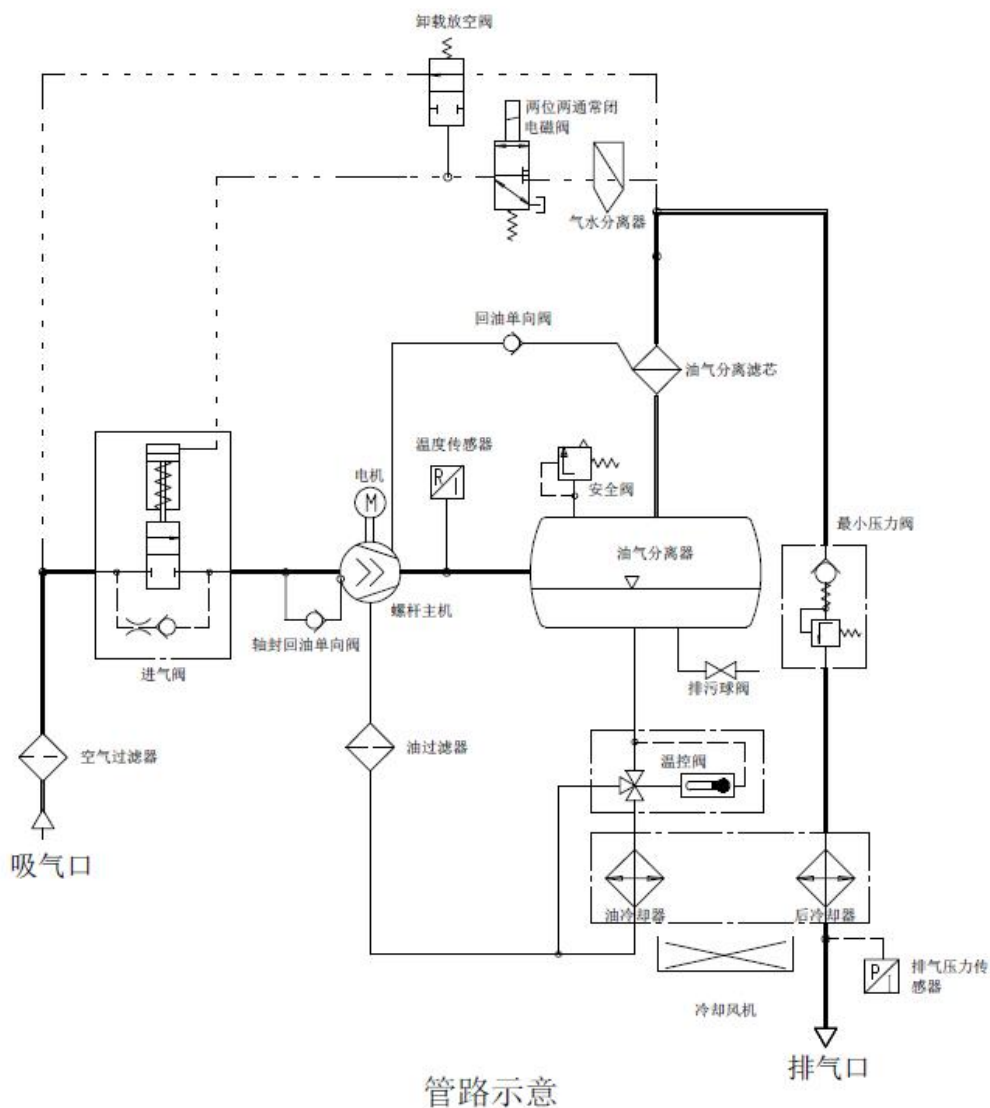 卸载放空阀
两位两通常闭
电磁阀
气水分离器
回油单向阀
油气分离滤芯
温度传感器
R
I
电机
M
安全阀
油气分离器
最小压力阀
螺杆主机
轴封回油单向阀
进气阀
排污球阀
空气过滤器
油过滤器
温控阀
吸气口
油冷却器
后冷却器
P
I
排气压力传
感器
冷却风机
排气口
管路示意